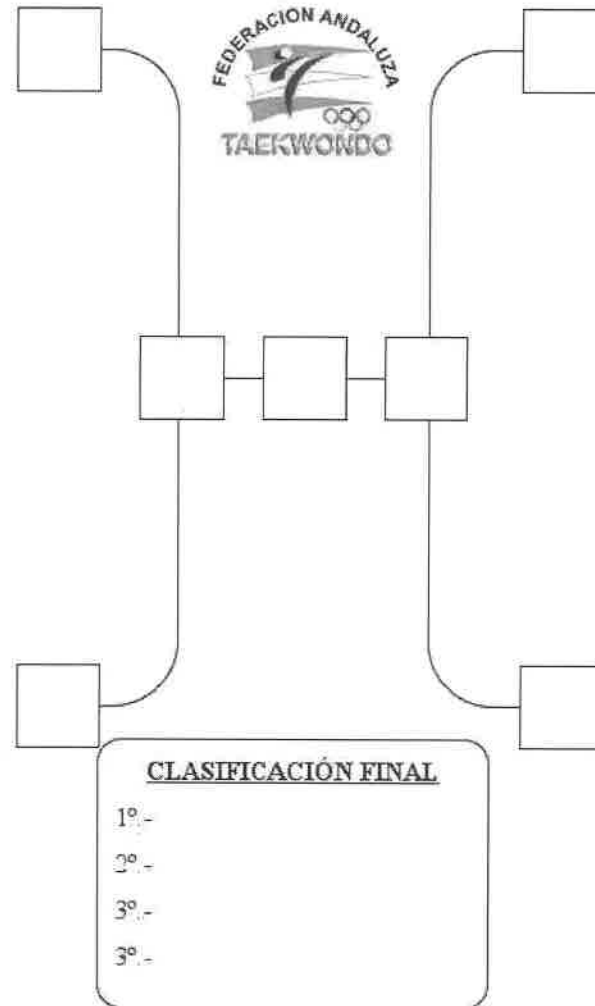 FEDERACION ANDALUZA
TAEKWONDO
CLASIFICACIÓN FINAL
1º.-
2º.-
3º.-
3º.-